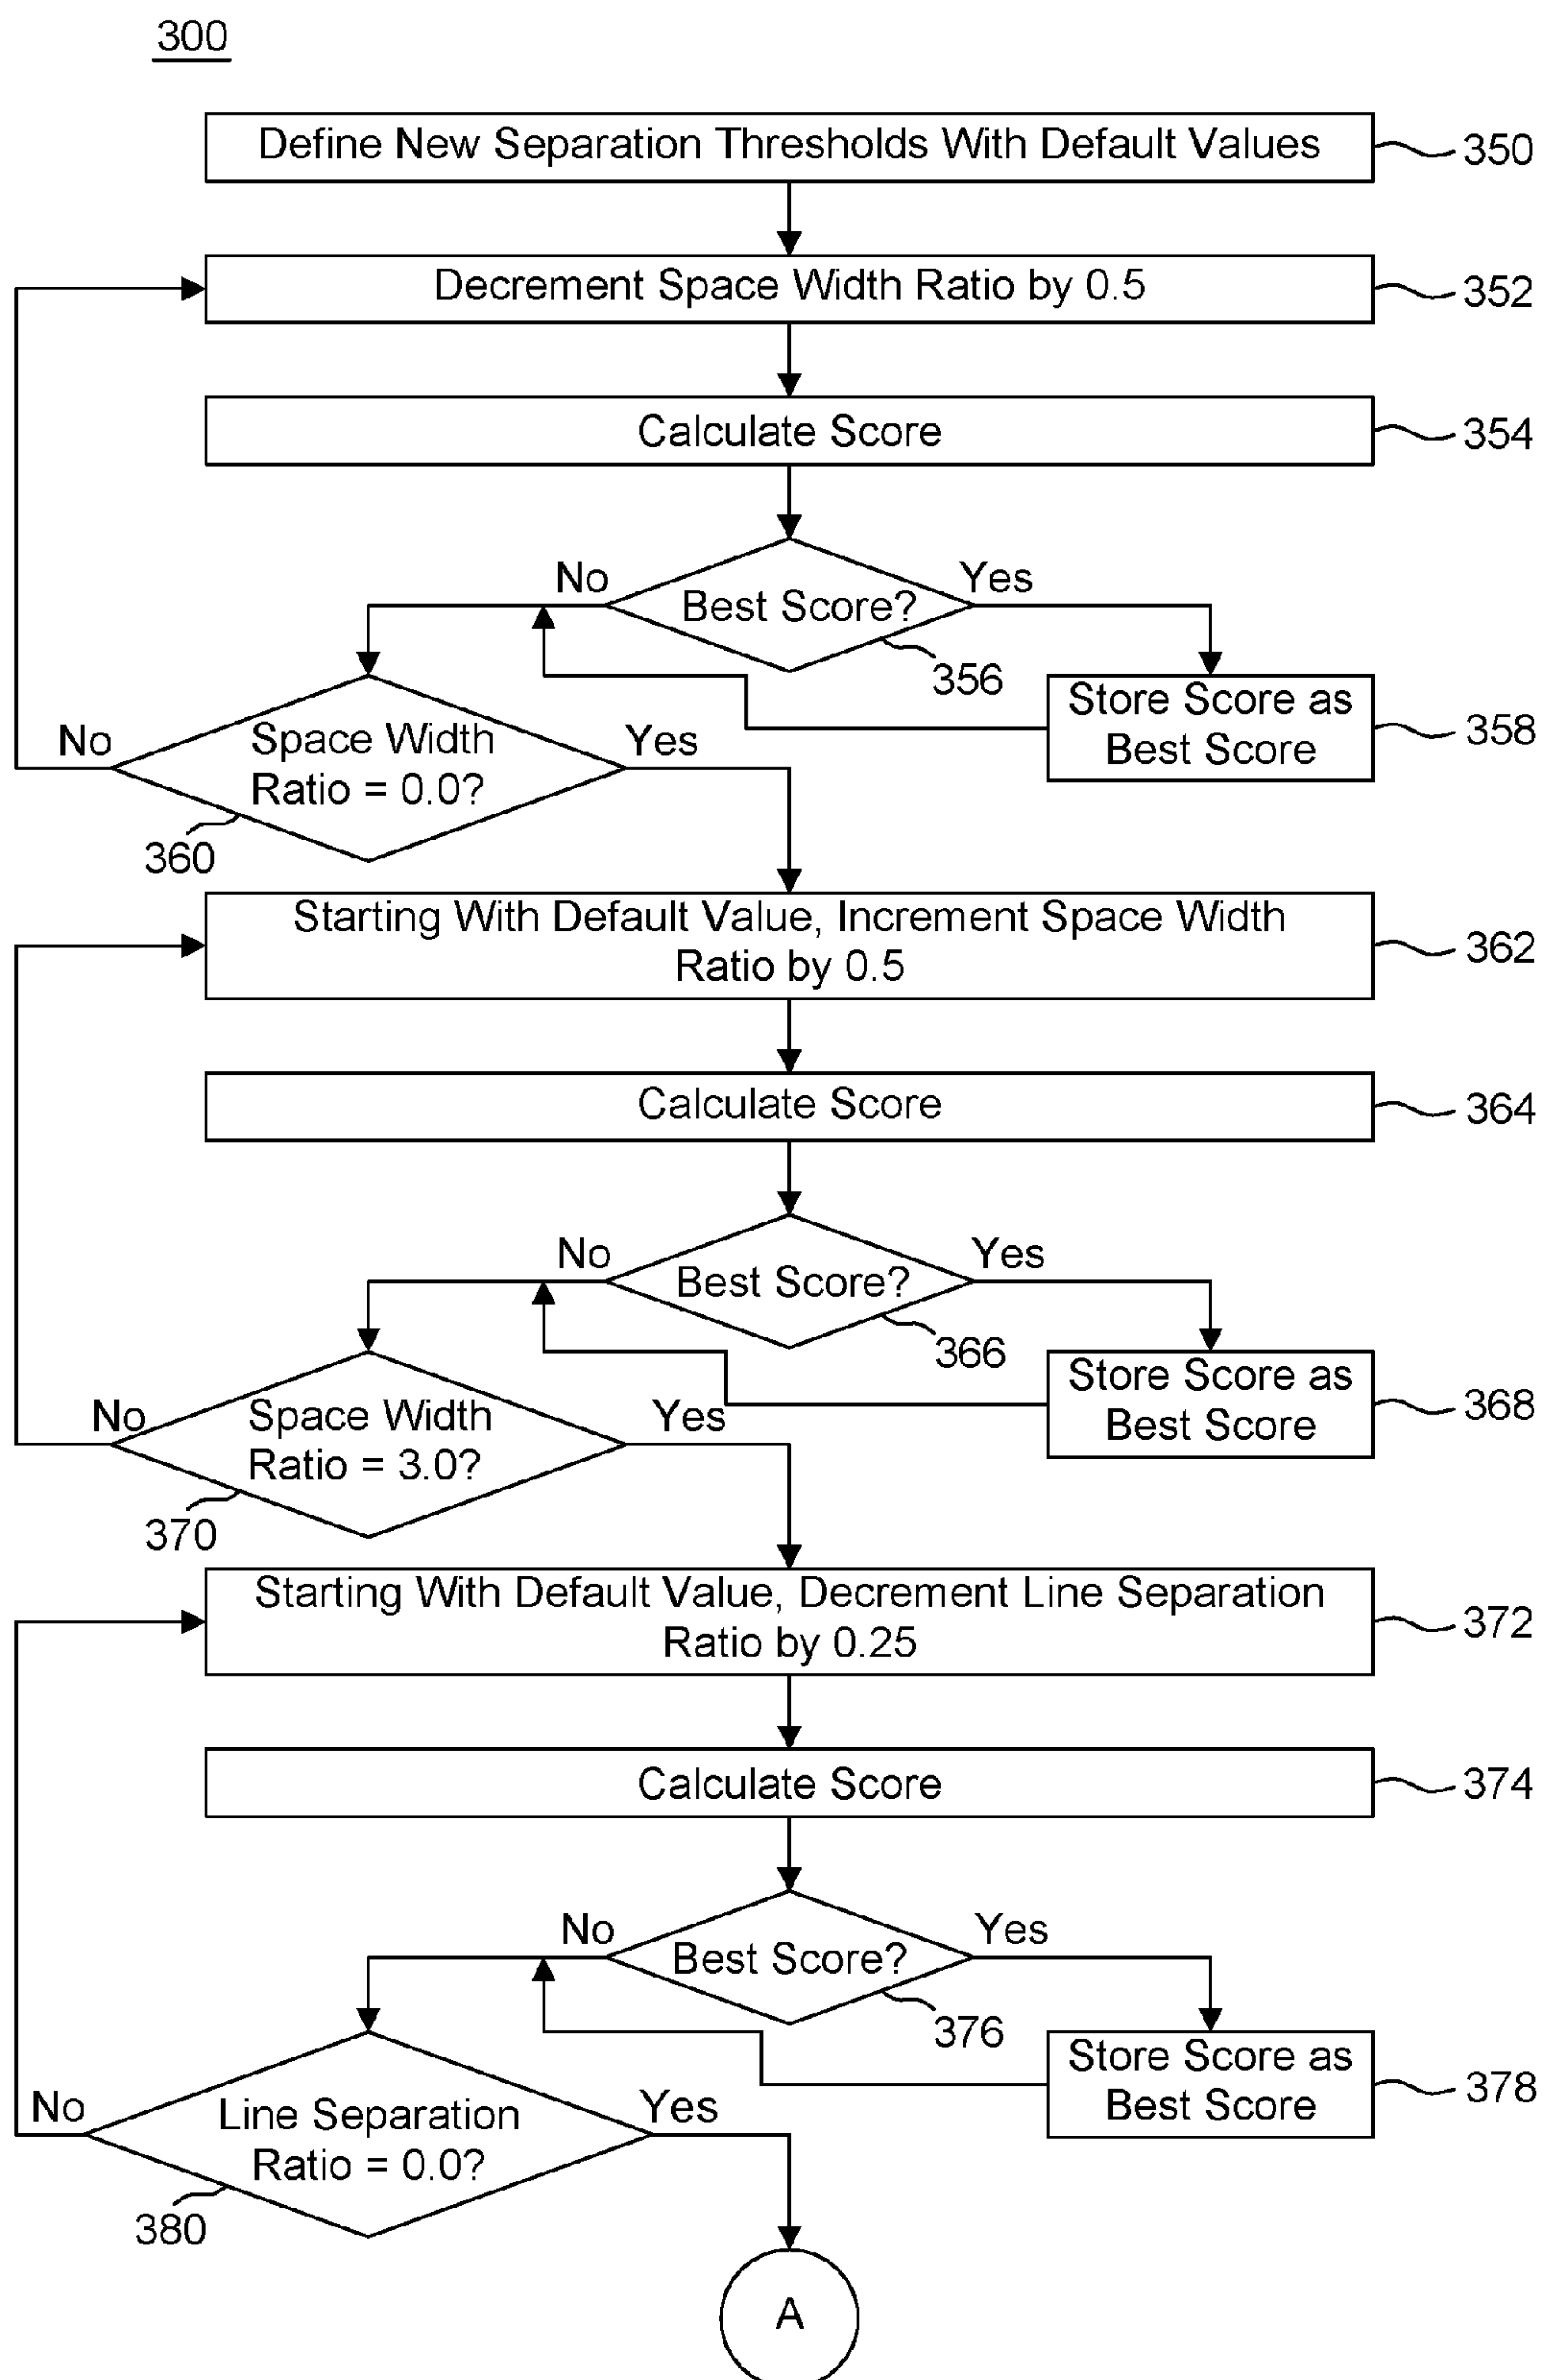 300
Define New Separation Thresholds With Default Values
350
Decrement Space Width Ratio by 0.5
352
Calculate Score
354
No
Yes
Best Score?
356
Store Score as
Best Score
358
No
Space Width
Ratio = 0.0?
Yes
360
Starting With Default Value, Increment Space Width
Ratio by 0.5
362
Calculate Score
364
No
Yes
Best Score?
366
Store Score as
Best Score
368
No
Space Width
Ratio = 3.0?
Yes
370
Starting With Default Value, Decrement Line Separation
Ratio by 0.25
372
Calculate Score
374
No
Yes
Best Score?
376
Store Score as
Best Score
378
No
Line Separation
Ratio = 0.0?
Yes
380
A